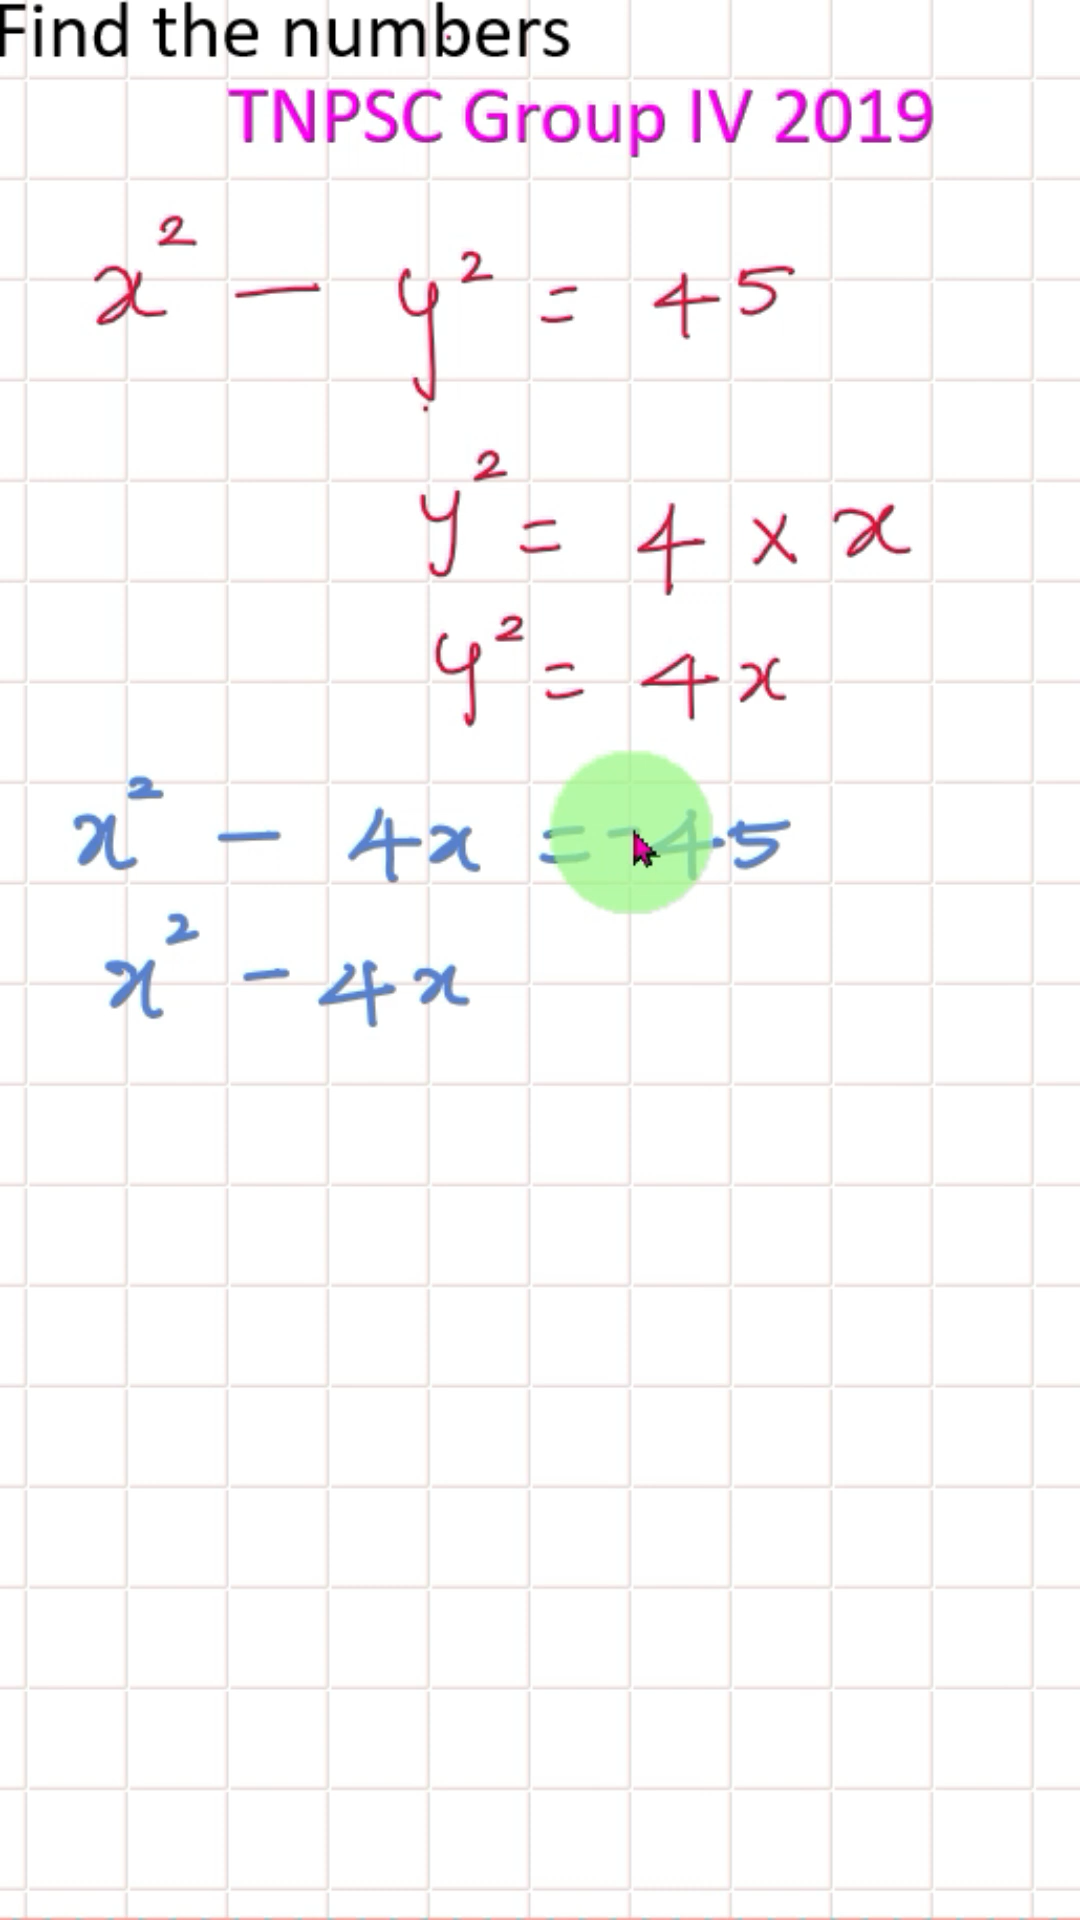 Find the numbers
TNPSC Group IV 2019
x² - y² = 45
y² = 4 × x
y² = 4x
x² - 4x = -45
x² - 4x